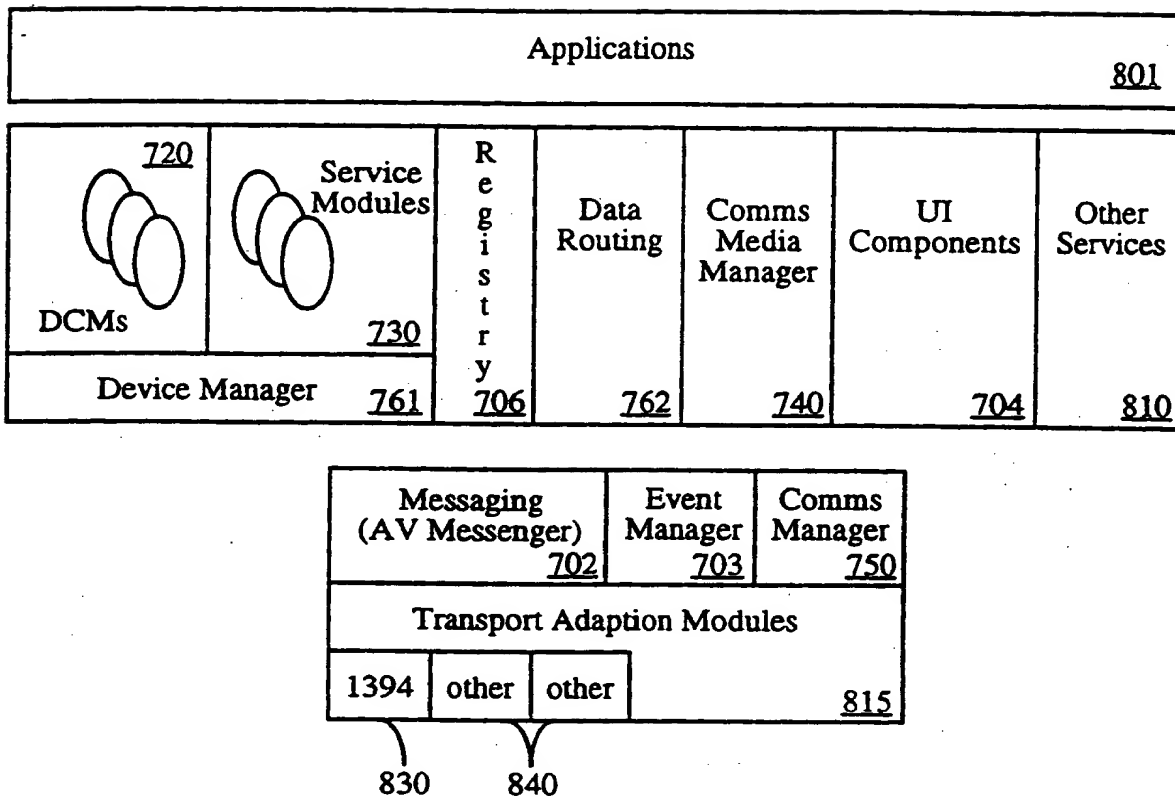 Applications
801
720
DCMs
Service
Modules
730
Device Manager
761
Registry
706
Data
Routing
762
Comms
Media
Manager
740
UI
Components
704
Other
Services
810
Messaging
(AV Messenger)
702
Event
Manager
703
Comms
Manager
750
Transport Adaption Modules
1394
other
other
815
830
840